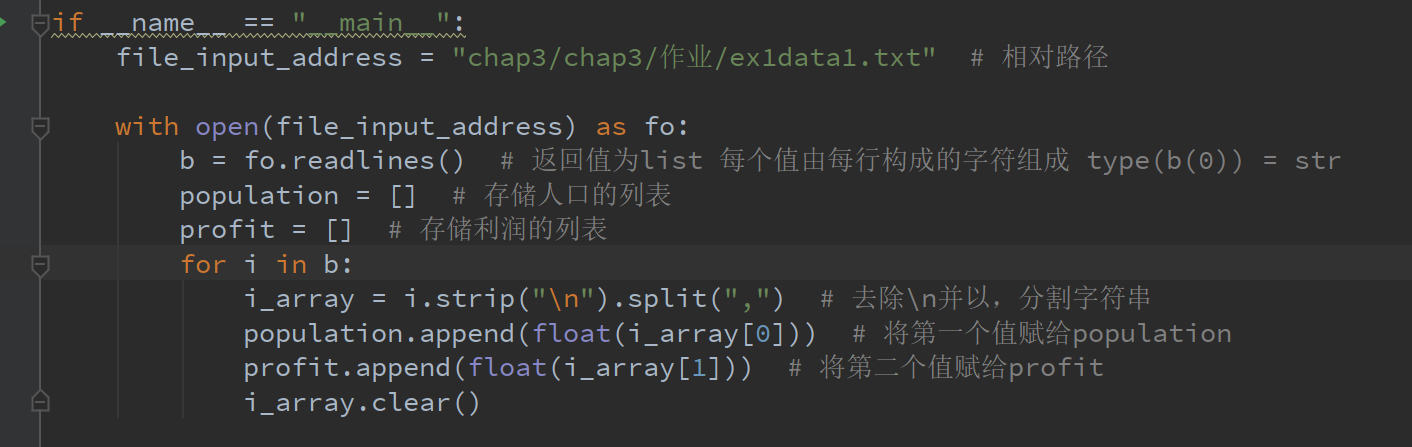 if __name__ == "__main__":
    file_input_address = "chap3/chap3/作业/ex1data1.txt"  # 相对路径
    with open(file_input_address) as fo:
        b = fo.readlines()  # 返回值为list 每个值由每行构成的字符组成 type(b(0)) = str
        population = []  # 存储人口的列表
        profit = []  # 存储利润的列表
        for i in b:
            i_array = i.strip("\n").split(",")  # 去除\n并以，分割字符串
            population.append(float(i_array[0]))  # 将第一个值赋给population
            profit.append(float(i_array[1]))  # 将第二个值赋给profit
            i_array.clear()